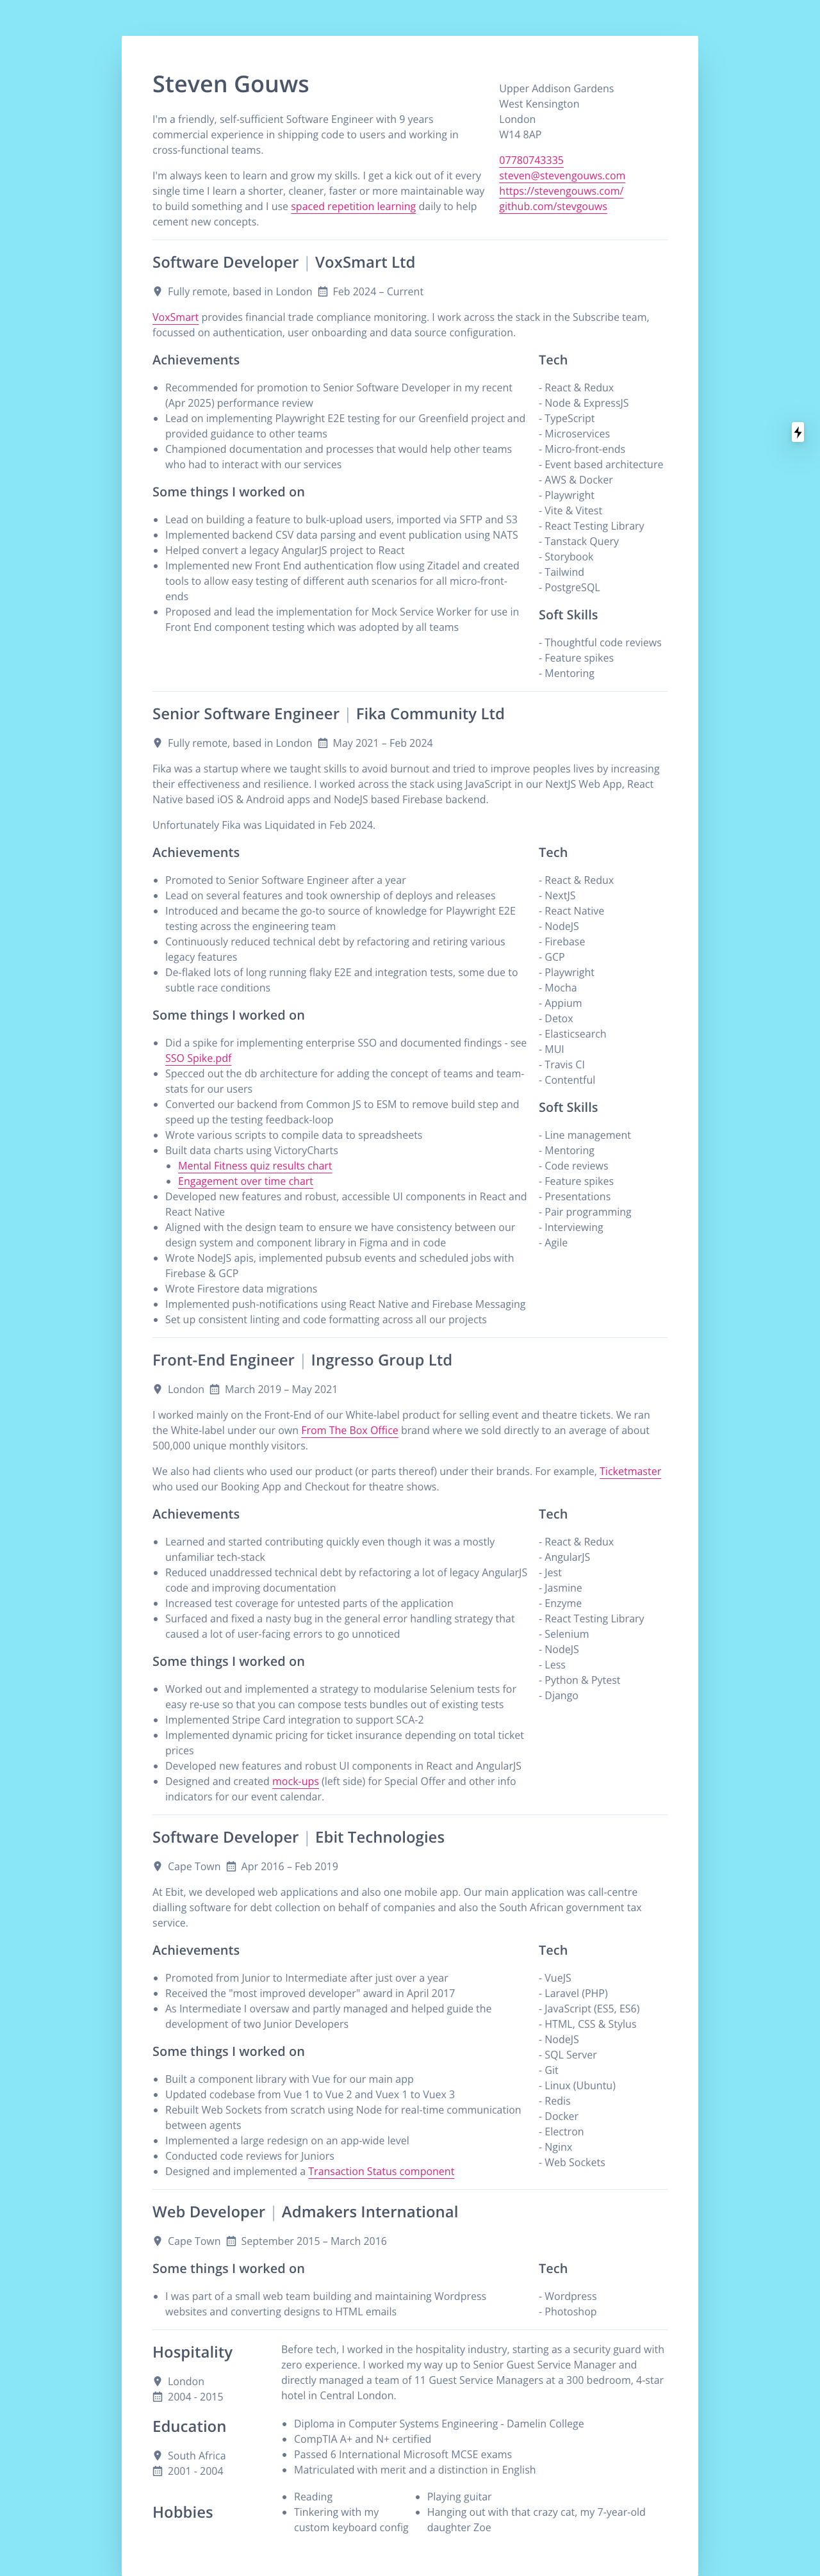 Steven Gouws
I'm a friendly, self-sufficient Software Engineer with 9 years
commercial experience in shipping code to users and working in
cross-functional teams.
I'm always keen to learn and grow my skills. I get a kick out of it every
single time I learn a shorter, cleaner, faster or more maintainable way
to build something and I use spaced repetition learning daily to help
cement new concepts.
Upper Addison Gardens
West Kensington
London
W14 8AP
07780743335
steven@stevengouws.com
https://stevengouws.com/
github.com/stevgouws
Software Developer | VoxSmart Ltd
Fully remote, based in London Feb 2024 – Current
VoxSmart provides financial trade compliance monitoring. I work across the stack in the Subscribe team,
focussed on authentication, user onboarding and data source configuration.
Achievements
• Recommended for promotion to Senior Software Developer in my recent
(Apr 2025) performance review
• Lead on implementing Playwright E2E testing for our Greenfield project and
provided guidance to other teams
• Championed documentation and processes that would help other teams
who had to interact with our services
Some things I worked on
• Lead on building a feature to bulk-upload users, imported via SFTP and S3
• Implemented backend CSV data parsing and event publication using NATS
• Helped convert a legacy AngularJS project to React
• Implemented new Front End authentication flow using Zitadel and created
tools to allow easy testing of different auth scenarios for all micro-front-
ends
• Proposed and lead the implementation for Mock Service Worker for use in
Front End component testing which was adopted by all teams
Tech
- React & Redux
- Node & ExpressJS
- TypeScript
- Microservices
- Micro-front-ends
- Event based architecture
- AWS & Docker
- Playwright
- Vite & Vitest
- React Testing Library
- Tanstack Query
- Storybook
- Tailwind
- PostgreSQL
Soft Skills
- Thoughtful code reviews
- Feature spikes
- Mentoring
Senior Software Engineer | Fika Community Ltd
Fully remote, based in London May 2021 – Feb 2024
Fika was a startup where we taught skills to avoid burnout and tried to improve peoples lives by increasing
their effectiveness and resilience. I worked across the stack using JavaScript in our NextJS Web App, React
Native based iOS & Android apps and NodeJS based Firebase backend.
Unfortunately Fika was Liquidated in Feb 2024.
Achievements
• Promoted to Senior Software Engineer after a year
• Lead on several features and took ownership of deploys and releases
• Introduced and became the go-to source of knowledge for Playwright E2E
testing across the engineering team
• Continuously reduced technical debt by refactoring and retiring various
legacy features
• De-flaked lots of long running flaky E2E and integration tests, some due to
subtle race conditions
Some things I worked on
• Did a spike for implementing enterprise SSO and documented findings - see
SSO Spike.pdf
• Specced out the db architecture for adding the concept of teams and team-
stats for our users
• Converted our backend from Common JS to ESM to remove build step and
speed up the testing feedback-loop
• Wrote various scripts to compile data to spreadsheets
• Built data charts using VictoryCharts
• Mental Fitness quiz results chart
• Engagement over time chart
• Developed new features and robust, accessible UI components in React and
React Native
• Aligned with the design team to ensure we have consistency between our
design system and component library in Figma and in code
• Wrote NodeJS apis, implemented pubsub events and scheduled jobs with
Firebase & GCP
• Wrote Firestore data migrations
• Implemented push-notifications using React Native and Firebase Messaging
• Set up consistent linting and code formatting across all our projects
Tech
- React & Redux
- NextJS
- React Native
- NodeJS
- Firebase
- GCP
- Playwright
- Mocha
- Appium
- Detox
- Elasticsearch
- MUI
- Travis CI
- Contentful
Soft Skills
- Line management
- Mentoring
- Code reviews
- Feature spikes
- Presentations
- Pair programming
- Interviewing
- Agile
Front-End Engineer | Ingresso Group Ltd
London March 2019 – May 2021
I worked mainly on the Front-End of our White-label product for selling event and theatre tickets. We ran
the White-label under our own From The Box Office brand where we sold directly to an average of about
500,000 unique monthly visitors.
We also had clients who used our product (or parts thereof) under their brands. For example, Ticketmaster
who used our Booking App and Checkout for theatre shows.
Achievements
• Learned and started contributing quickly even though it was a mostly
unfamiliar tech-stack
• Reduced unaddressed technical debt by refactoring a lot of legacy AngularJS
code and improving documentation
• Increased test coverage for untested parts of the application
• Surfaced and fixed a nasty bug in the general error handling strategy that
caused a lot of user-facing errors to go unnoticed
Some things I worked on
• Worked out and implemented a strategy to modularise Selenium tests for
easy re-use so that you can compose tests bundles out of existing tests
• Implemented Stripe Card integration to support SCA-2
• Implemented dynamic pricing for ticket insurance depending on total ticket
prices
• Developed new features and robust UI components in React and AngularJS
• Designed and created mock-ups (left side) for Special Offer and other info
indicators for our event calendar.
Tech
- React & Redux
- AngularJS
- Jest
- Jasmine
- Enzyme
- React Testing Library
- Selenium
- NodeJS
- Less
- Python & Pytest
- Django
Software Developer | Ebit Technologies
Cape Town Apr 2016 – Feb 2019
At Ebit, we developed web applications and also one mobile app. Our main application was call-centre
dialling software for debt collection on behalf of companies and also the South African government tax
service.
Achievements
• Promoted from Junior to Intermediate after just over a year
• Received the "most improved developer" award in April 2017
• As Intermediate I oversaw and partly managed and helped guide the
development of two Junior Developers
Some things I worked on
• Built a component library with Vue for our main app
• Updated codebase from Vue 1 to Vue 2 and Vuex 1 to Vuex 3
• Rebuilt Web Sockets from scratch using Node for real-time communication
between agents
• Implemented a large redesign on an app-wide level
• Conducted code reviews for Juniors
• Designed and implemented a Transaction Status component
Tech
- VueJS
- Laravel (PHP)
- JavaScript (ES5, ES6)
- HTML, CSS & Stylus
- NodeJS
- SQL Server
- Git
- Linux (Ubuntu)
- Redis
- Docker
- Electron
- Nginx
- Web Sockets
Web Developer | Admakers International
Cape Town September 2015 – March 2016
Some things I worked on
• I was part of a small web team building and maintaining Wordpress
websites and converting designs to HTML emails
Tech
- Wordpress
- Photoshop
Hospitality
London
2004 - 2015
Before tech, I worked in the hospitality industry, starting as a security guard with
zero experience. I worked my way up to Senior Guest Service Manager and
directly managed a team of 11 Guest Service Managers at a 300 bedroom, 4-star
hotel in Central London.
Education
South Africa
2001 - 2004
• Diploma in Computer Systems Engineering - Damelin College
• CompTIA A+ and N+ certified
• Passed 6 International Microsoft MCSE exams
• Matriculated with merit and a distinction in English
Hobbies
• Reading
• Tinkering with my
custom keyboard config
• Playing guitar
• Hanging out with that crazy cat, my 7-year-old
daughter Zoe